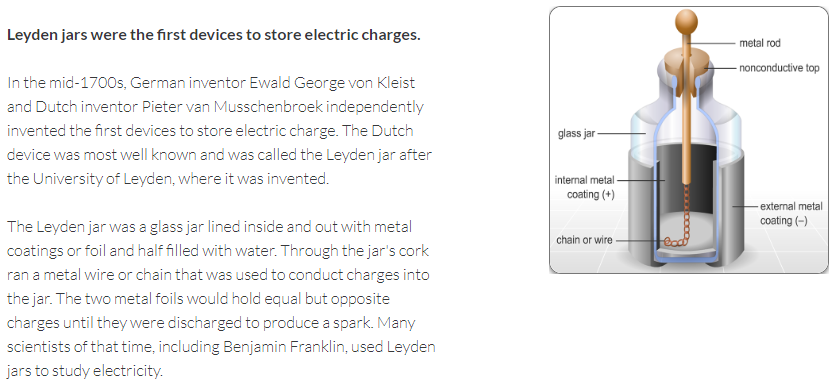 Leyden jars were the first devices to store electric charges.
In the mid-1700s, German inventor Ewald George von Kleist
and Dutch inventor Pieter van Musschenbroek independently
invented the first devices to store electric charge. The Dutch
device was most well known and was called the Leyden jar after
the University of Leyden, where it was invented.
The Leyden jar was a glass jar lined inside and out with metal
coatings or foil and half filled with water. Through the jar's cork
ran a metal wire or chain that was used to conduct charges into
the jar. The two metal foils would hold equal but opposite
charges until they were discharged to produce a spark. Many
scientists of that time, including Benjamin Franklin, used Leyden
jars to study electricity.
metal rod
nonconductive top
glass jar
internal metal
coating (+)
external metal
coating (–)
chain or wire